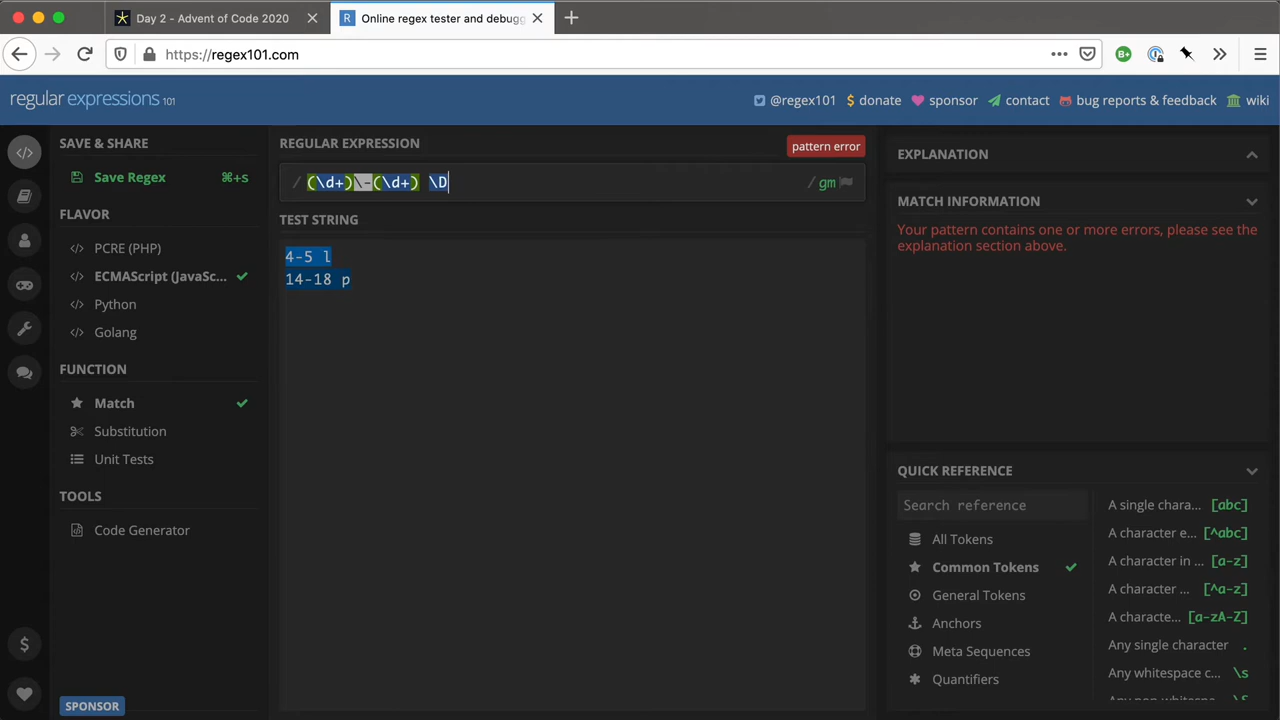 Day 2 - Advent of Code 2020
Online regex tester and debugg
https://regex101.com
regular expressions 101
@regex101
donate
sponsor
contact
bug reports & feedback
wiki
SAVE & SHARE
Save Regex
⌘+s
FLAVOR
PCRE (PHP)
ECMAScript (JavaSc...
Python
Golang
FUNCTION
Match
Substitution
Unit Tests
TOOLS
Code Generator
SPONSOR
REGULAR EXPRESSION
pattern error
/ (\d+)\-(\d+) \D
/ gm
TEST STRING
4-5 l
14-18 p
EXPLANATION
MATCH INFORMATION
Your pattern contains one or more errors, please see the
explanation section above.
QUICK REFERENCE
Search reference
All Tokens
Common Tokens
General Tokens
Anchors
Meta Sequences
Quantifiers
A single chara... [abc]
A character e... [^abc]
A character in ... [a-z]
A character ... [^a-z]
A characte... [a-zA-Z]
Any single character .
Any whitespace c... \s
Any non-whitesp... \S